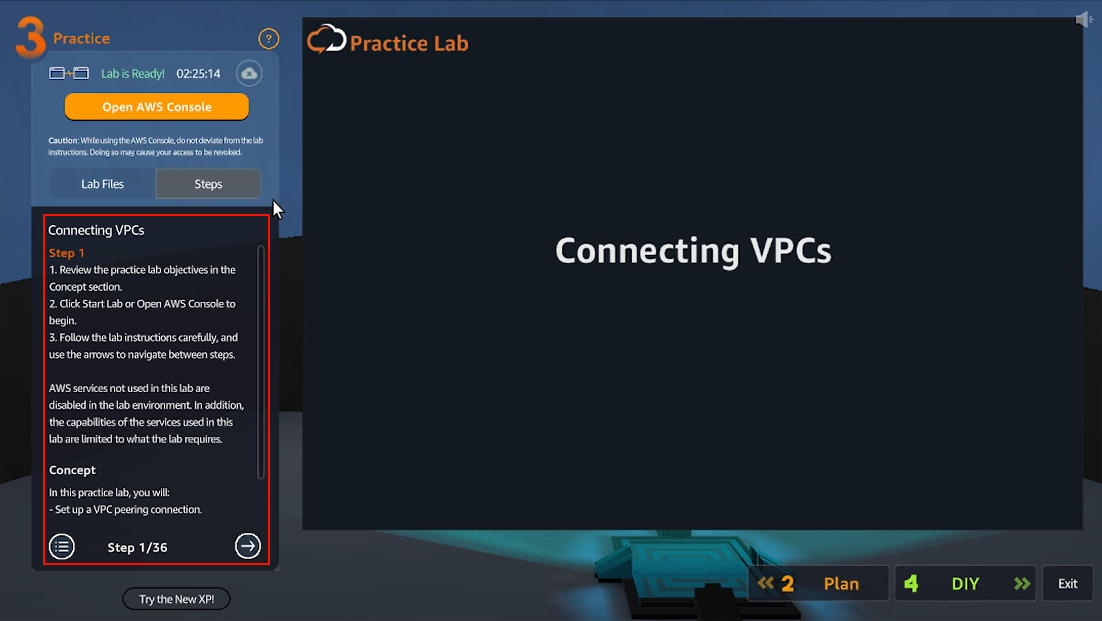 3 Practice
?
Lab is Ready! 02:25:14
Open AWS Console
Caution: While using the AWS Console, do not deviate from the lab
instructions. Doing so may cause your access to be revoked.
Lab Files Steps
Connecting VPCs
Step 1
1. Review the practice lab objectives in the
Concept section.
2. Click Start Lab or Open AWS Console to
begin.
3. Follow the lab instructions carefully, and
use the arrows to navigate between steps.
AWS services not used in this lab are
disabled in the lab environment. In addition,
the capabilities of the services used in this
lab are limited to what the lab requires.
Concept
In this practice lab, you will:
- Set up a VPC peering connection.
Step 1/36
Try the New XP!
Practice Lab
Connecting VPCs
2 Plan
4 DIY
Exit